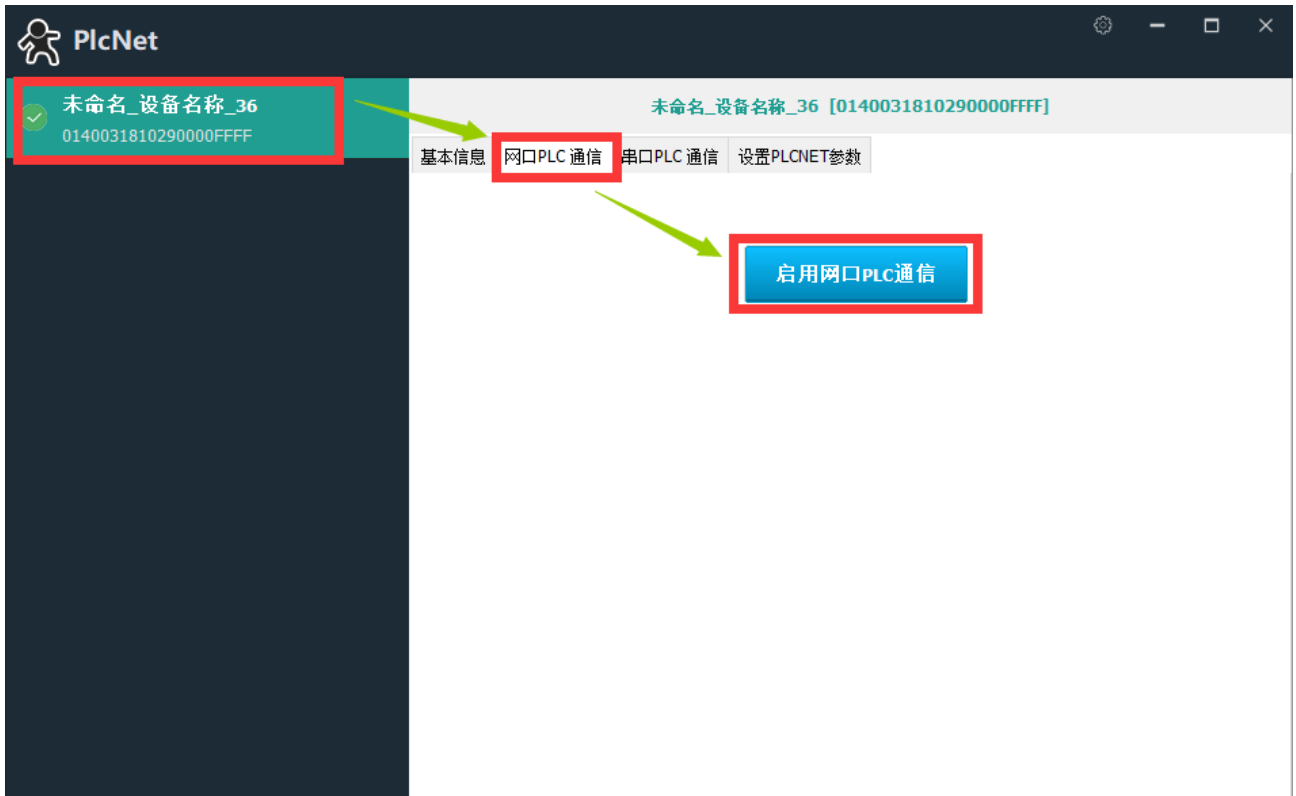 PlcNet
未命名_设备名称_36
0140031810290000FFFF
未命名_设备名称_36 [0140031810290000FFFF]
基本信息 网口PLC 通信 串口PLC 通信 设置PLCNET参数
启用网口PLC通信